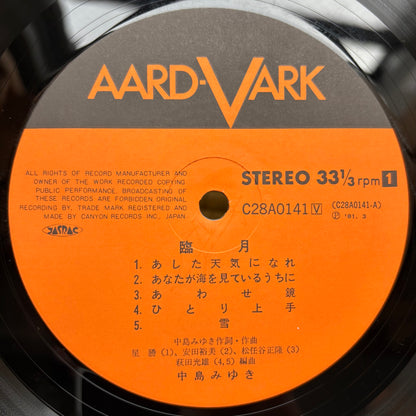 AARD-VARK
ALL RIGHTS OF RECORD MANUFACTURER AND
OWNER OF THE WORK RECORDED COPYING
PUBLIC PERFORMANCE, BROADCASTING OF
THESE RECORDS ARE FORBIDDEN ORIGINAL
RECORDING BY, TRADE MARK REGISTERED AND
MADE BY CANYON RECORDS INC., JAPAN.
JASRAC
STEREO 33 1/3 rpm 1
C28A0141 V (C28A0141-A)
Ⓟ '81. 3
臨 月
1. あした天気になれ
2. あなたが海を見ているうちに
3. あわせ鏡
4. ひとり上手
5. 雪
中島みゆき作詞・作曲
星 勝(1)、安田裕美(2)、松任谷正隆(3)
萩田光雄(4,5)編曲
中島みゆき